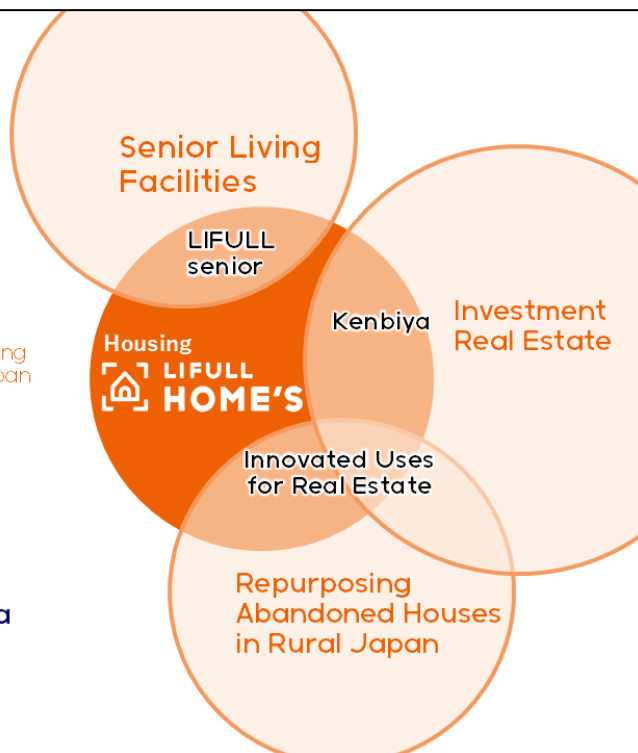 Senior Living
Facilities
LIFULL
senior
Kenbiya
Investment
Real Estate
Housing
LIFULL
HOME'S
Innovated Uses
for Real Estate
Repurposing
Abandoned Houses
in Rural Japan